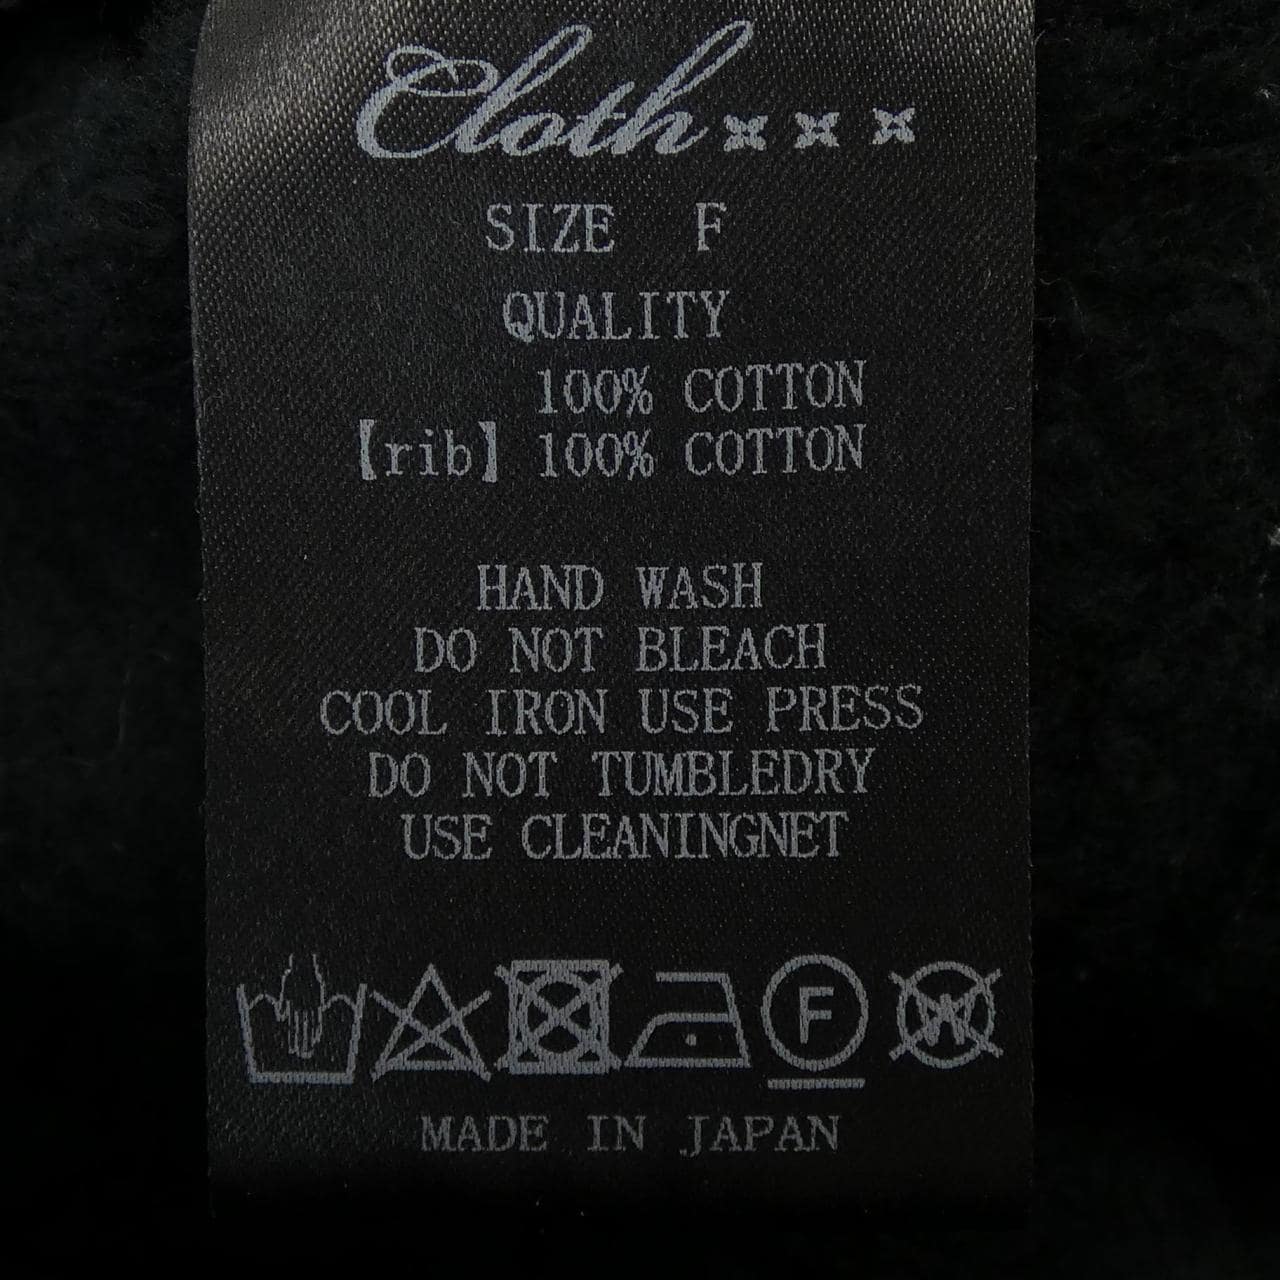 Cloth×××
SIZE F
QUALITY
100% COTTON
【rib】 100% COTTON
HAND WASH
DO NOT BLEACH
COOL IRON USE PRESS
DO NOT TUMBLEDRY
USE CLEANINGNET
F W
MADE IN JAPAN